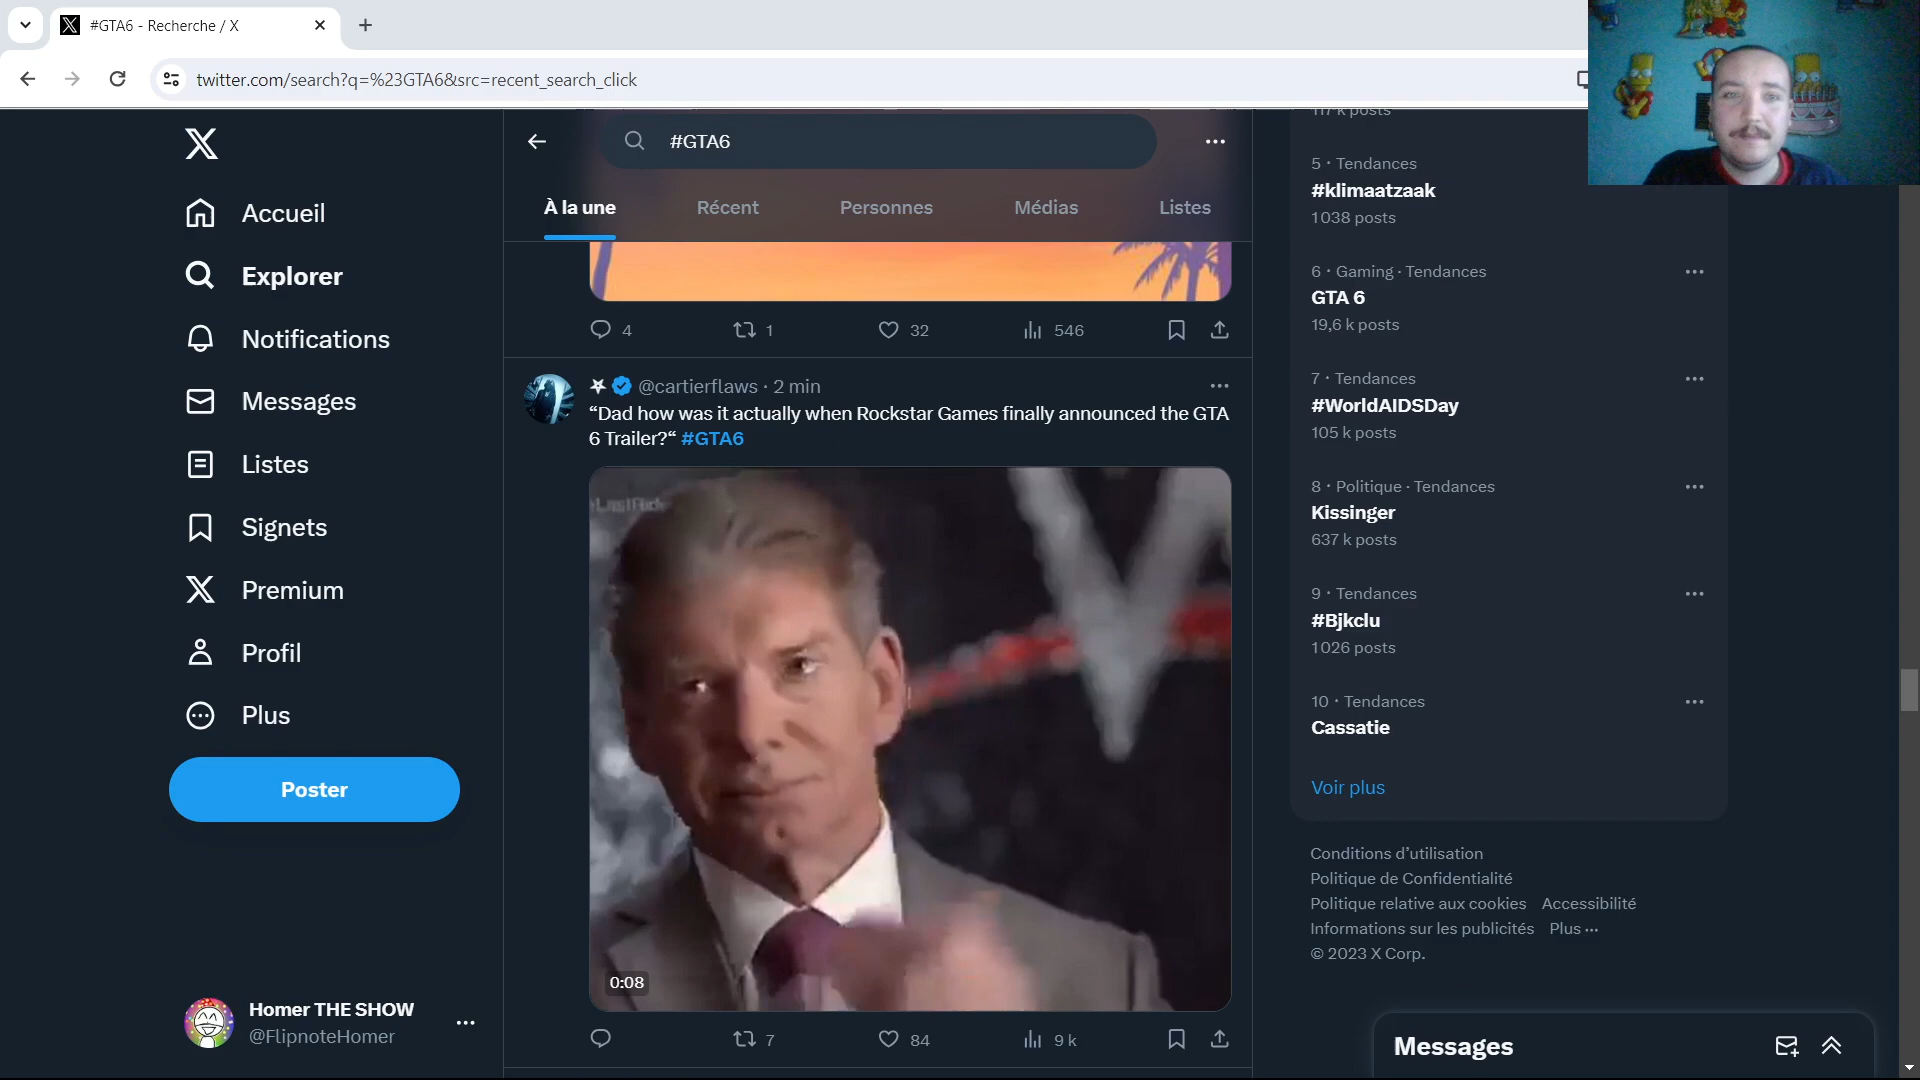 #GTA6 - Recherche / X
twitter.com/search?q=%23GTA6&src=recent_search_click
Accueil
Explorer
Notifications
Messages
Listes
Signets
Premium
Profil
Plus
Poster
Homer THE SHOW
@FlipnoteHomer
#GTA6
À la une
Récent
Personnes
Médias
Listes
4
1
32
546
@cartierflaws · 2 min
“Dad how was it actually when Rockstar Games finally announced the GTA
6 Trailer?“ #GTA6
0:08
7
84
9 k
117 k posts
5 · Tendances
#klimaatzaak
1 038 posts
6 · Gaming · Tendances
GTA 6
19,6 k posts
7 · Tendances
#WorldAIDSDay
105 k posts
8 · Politique · Tendances
Kissinger
637 k posts
9 · Tendances
#Bjkclu
1 026 posts
10 · Tendances
Cassatie
Voir plus
Conditions d’utilisation
Politique de Confidentialité
Politique relative aux cookies Accessibilité
Informations sur les publicités Plus ···
© 2023 X Corp.
Messages